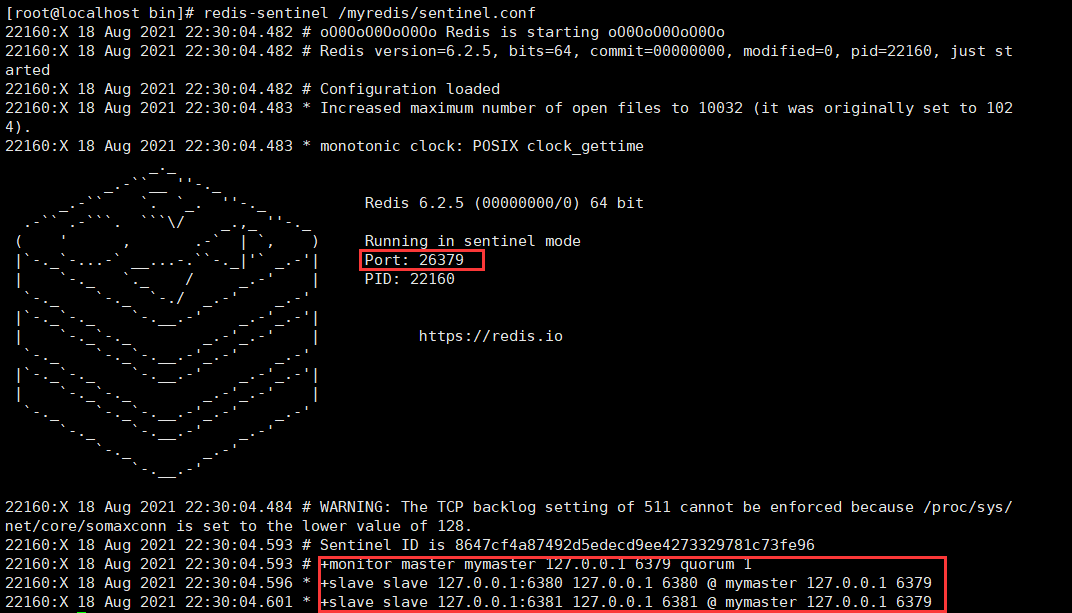 [root@localhost bin]# redis-sentinel /myredis/sentinel.conf
22160:X 18 Aug 2021 22:30:04.482 # oO0OoO0OoO0Oo Redis is starting oO0OoO0OoO0Oo
22160:X 18 Aug 2021 22:30:04.482 # Redis version=6.2.5, bits=64, commit=00000000, modified=0, pid=22160, just st
arted
22160:X 18 Aug 2021 22:30:04.482 # Configuration loaded
22160:X 18 Aug 2021 22:30:04.483 * Increased maximum number of open files to 10032 (it was originally set to 102
4).
22160:X 18 Aug 2021 22:30:04.483 * monotonic clock: POSIX clock_gettime
Redis 6.2.5 (00000000/0) 64 bit
Running in sentinel mode
Port: 26379
PID: 22160
https://redis.io
22160:X 18 Aug 2021 22:30:04.484 # WARNING: The TCP backlog setting of 511 cannot be enforced because /proc/sys/
net/core/somaxconn is set to the lower value of 128.
22160:X 18 Aug 2021 22:30:04.593 # Sentinel ID is 8647cf4a87492d5edecd9ee4273329781c73fe96
22160:X 18 Aug 2021 22:30:04.593 # +monitor master mymaster 127.0.0.1 6379 quorum 1
22160:X 18 Aug 2021 22:30:04.596 * +slave slave 127.0.0.1:6380 127.0.0.1 6380 @ mymaster 127.0.0.1 6379
22160:X 18 Aug 2021 22:30:04.601 * +slave slave 127.0.0.1:6381 127.0.0.1 6381 @ mymaster 127.0.0.1 6379